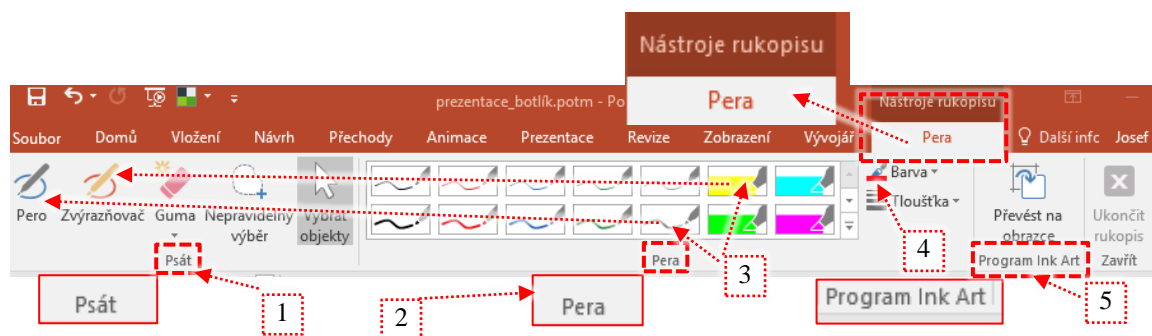 Nástroje rukopisu
Pera
prezentace_botlík.potm - Po
Nástroje rukopisu
Soubor Domů Vložení Návrh Přechody Animace Prezentace Revize Zobrazení Vývojář Pera Další infc Josef
Pero Zvýrazňovač Guma Nepravidelný výběr Vybrat objekty
Barva
Tloušťka
Převést na obrazce
Ukončit rukopis
Psát Pera Program Ink Art Zavřít
1 2 3 4 5
Psát
Pera
Program Ink Art